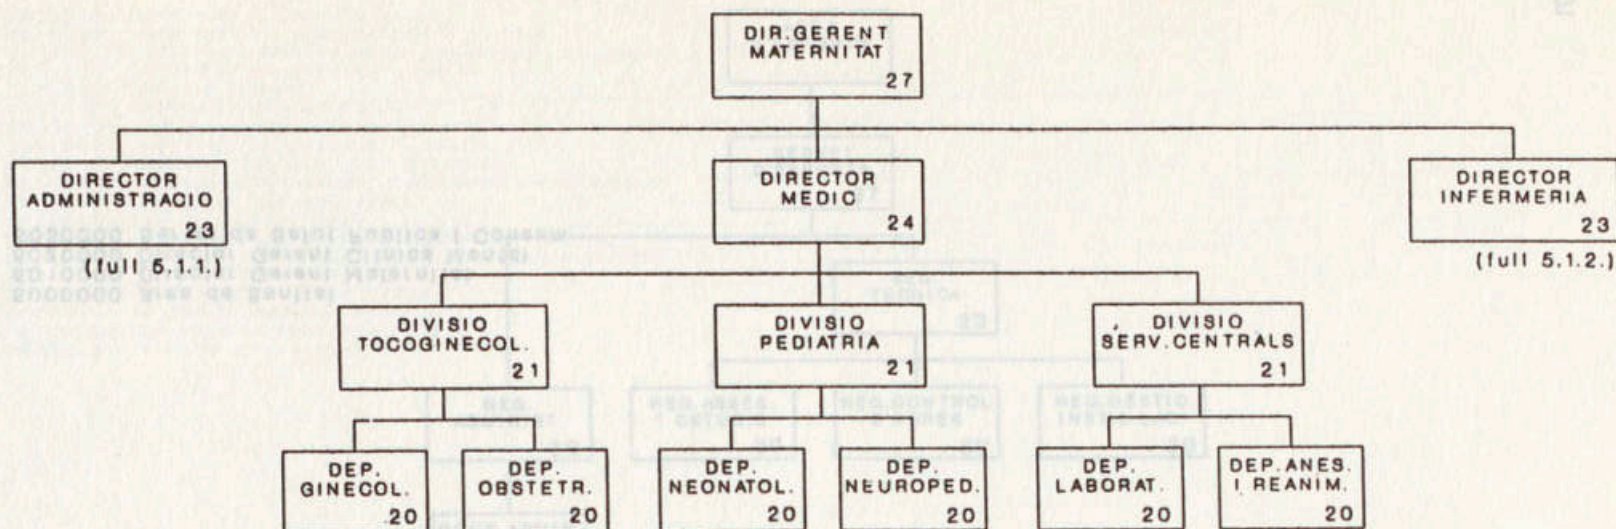 DIR.GERENT
MATERNITAT
27
DIRECTOR
ADMINISTRACIO
23
(full 5.1.1.)
DIRECTOR
MEDIC
24
DIRECTOR
INFERMERIA
23
(full 5.1.2.)
DIVISIO
TOCOGINECOL.
21
DIVISIO
PEDIATRIA
21
DIVISIO
SERV.CENTRALS
21
DEP.
GINECOL.
20
DEP.
OBSTETR.
20
DEP.
NEONATOL.
20
DEP.
NEUROPED.
20
DEP.
LABORAT.
20
DEP.ANES.
I REANIM.
20